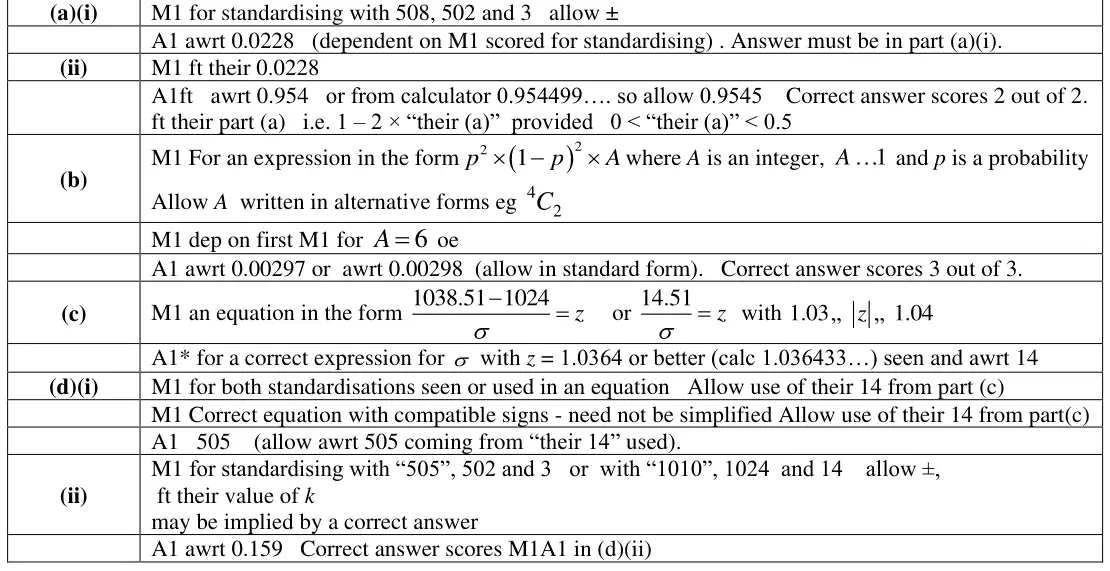 (a)(i) M1 for standardising with 508, 502 and 3 allow ±
A1 awrt 0.0228 (dependent on M1 scored for standardising) . Answer must be in part (a)(i).
(ii) M1 ft their 0.0228
A1ft awrt 0.954 or from calculator 0.954499…. so allow 0.9545 Correct answer scores 2 out of 2.
ft their part (a) i.e. 1 – 2 × “their (a)” provided 0 < “their (a)” < 0.5
(b) M1 For an expression in the form p² × (1 − p)² × A where A is an integer, A …1 and p is a probability
Allow A written in alternative forms eg ⁴C₂
M1 dep on first M1 for A = 6 oe
A1 awrt 0.00297 or awrt 0.00298 (allow in standard form). Correct answer scores 3 out of 3.
(c) M1 an equation in the form (1038.51−1024)/σ = z or 14.51/σ = z with 1.03,, |z|,, 1.04
A1* for a correct expression for σ with z = 1.0364 or better (calc 1.036433…) seen and awrt 14
(d)(i) M1 for both standardisations seen or used in an equation Allow use of their 14 from part (c)
M1 Correct equation with compatible signs - need not be simplified Allow use of their 14 from part(c)
A1 505 (allow awrt 505 coming from “their 14” used).
(ii) M1 for standardising with “505”, 502 and 3 or with “1010”, 1024 and 14 allow ±,
ft their value of k
may be implied by a correct answer
A1 awrt 0.159 Correct answer scores M1A1 in (d)(ii)